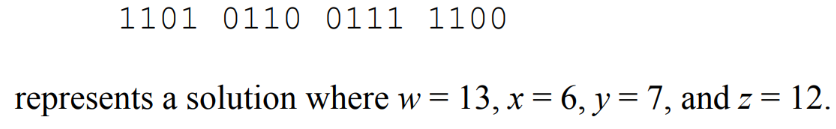 1101 0110 0111 1100
represents a solution where w = 13, x = 6, y = 7, and z = 12.